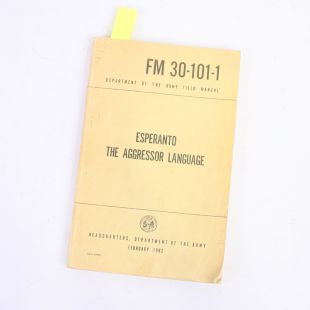 FM 30-101-1
DEPARTMENT OF THE ARMY FIELD MANUAL
ESPERANTO
THE AGGRESSOR LANGUAGE
HEADQUARTERS, DEPARTMENT OF THE ARMY
FEBRUARY 1962